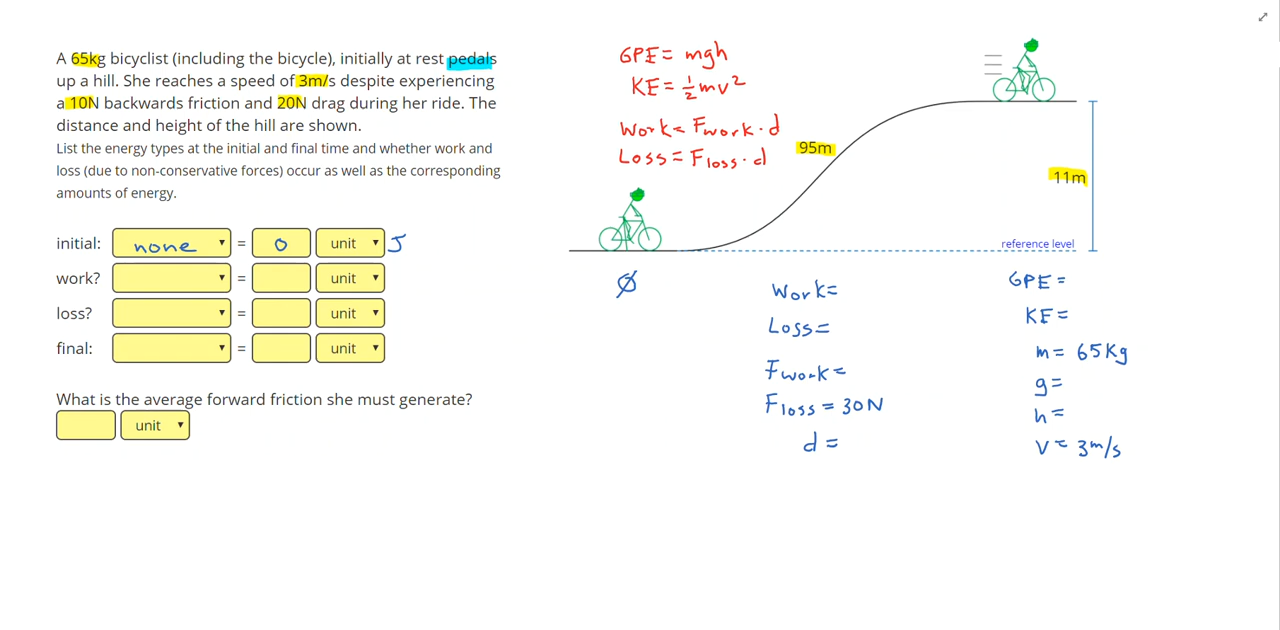 A 65kg bicyclist (including the bicycle), initially at rest pedals
up a hill. She reaches a speed of 3m/s despite experiencing
a 10N backwards friction and 20N drag during her ride. The
distance and height of the hill are shown.
List the energy types at the initial and final time and whether work and
loss (due to non-conservative forces) occur as well as the corresponding
amounts of energy.
initial: none = 0 unit J
work? = unit
loss? = unit
final: = unit
What is the average forward friction she must generate?
unit
GPE = mgh
KE = 1/2 mv²
Work = Fwork · d
Loss = Floss · d
95m
11m
reference level
Ø
Work =
Loss =
Fwork =
Floss = 30N
d =
GPE =
KE =
m = 65Kg
g =
h =
v = 3m/s